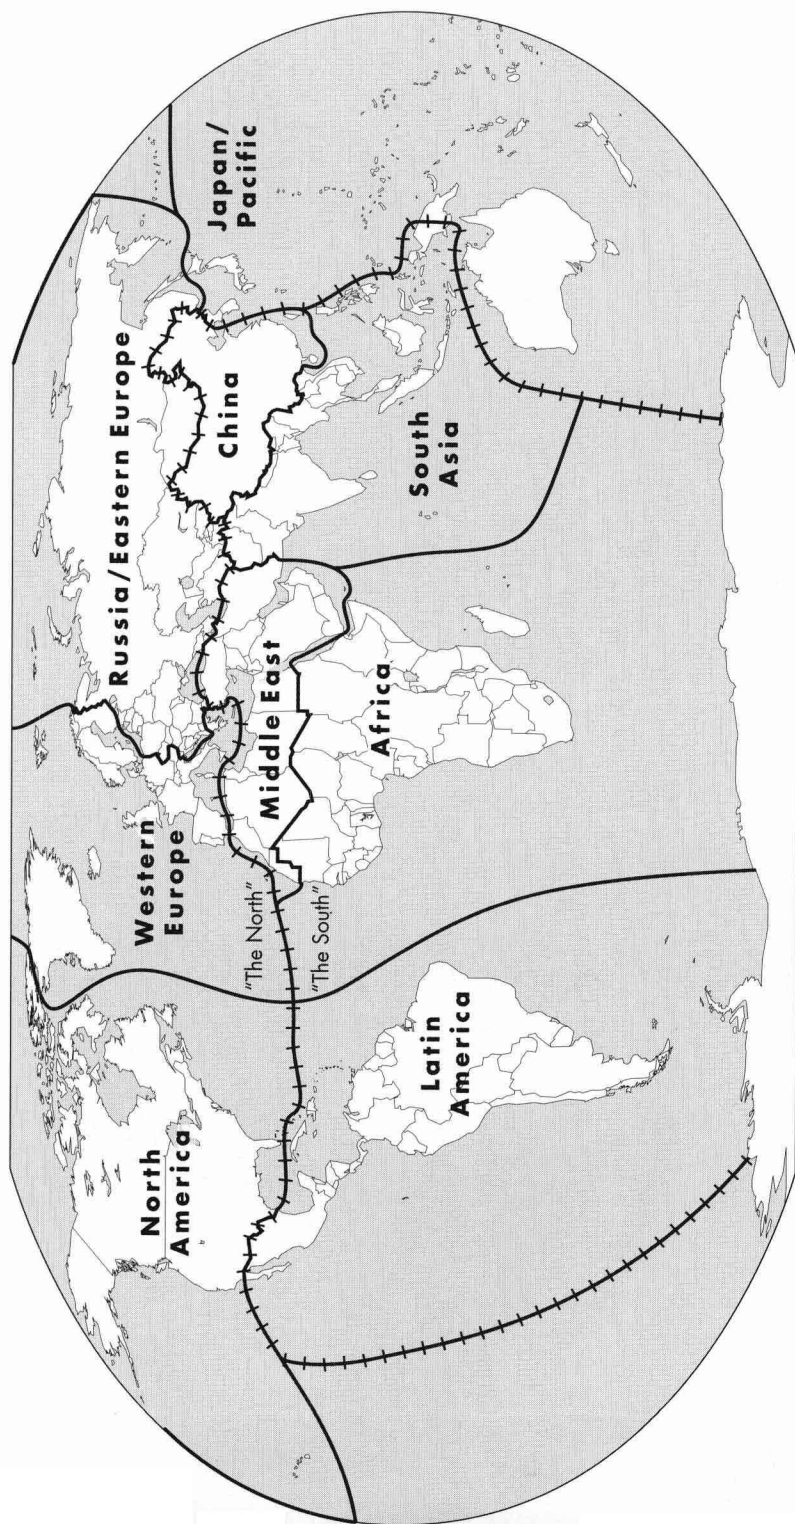 North
America
Western
Europe
Russia/Eastern Europe
Japan/
Pacific
China
"The North"
"The South"
Middle East
South
Asia
Africa
Latin
America